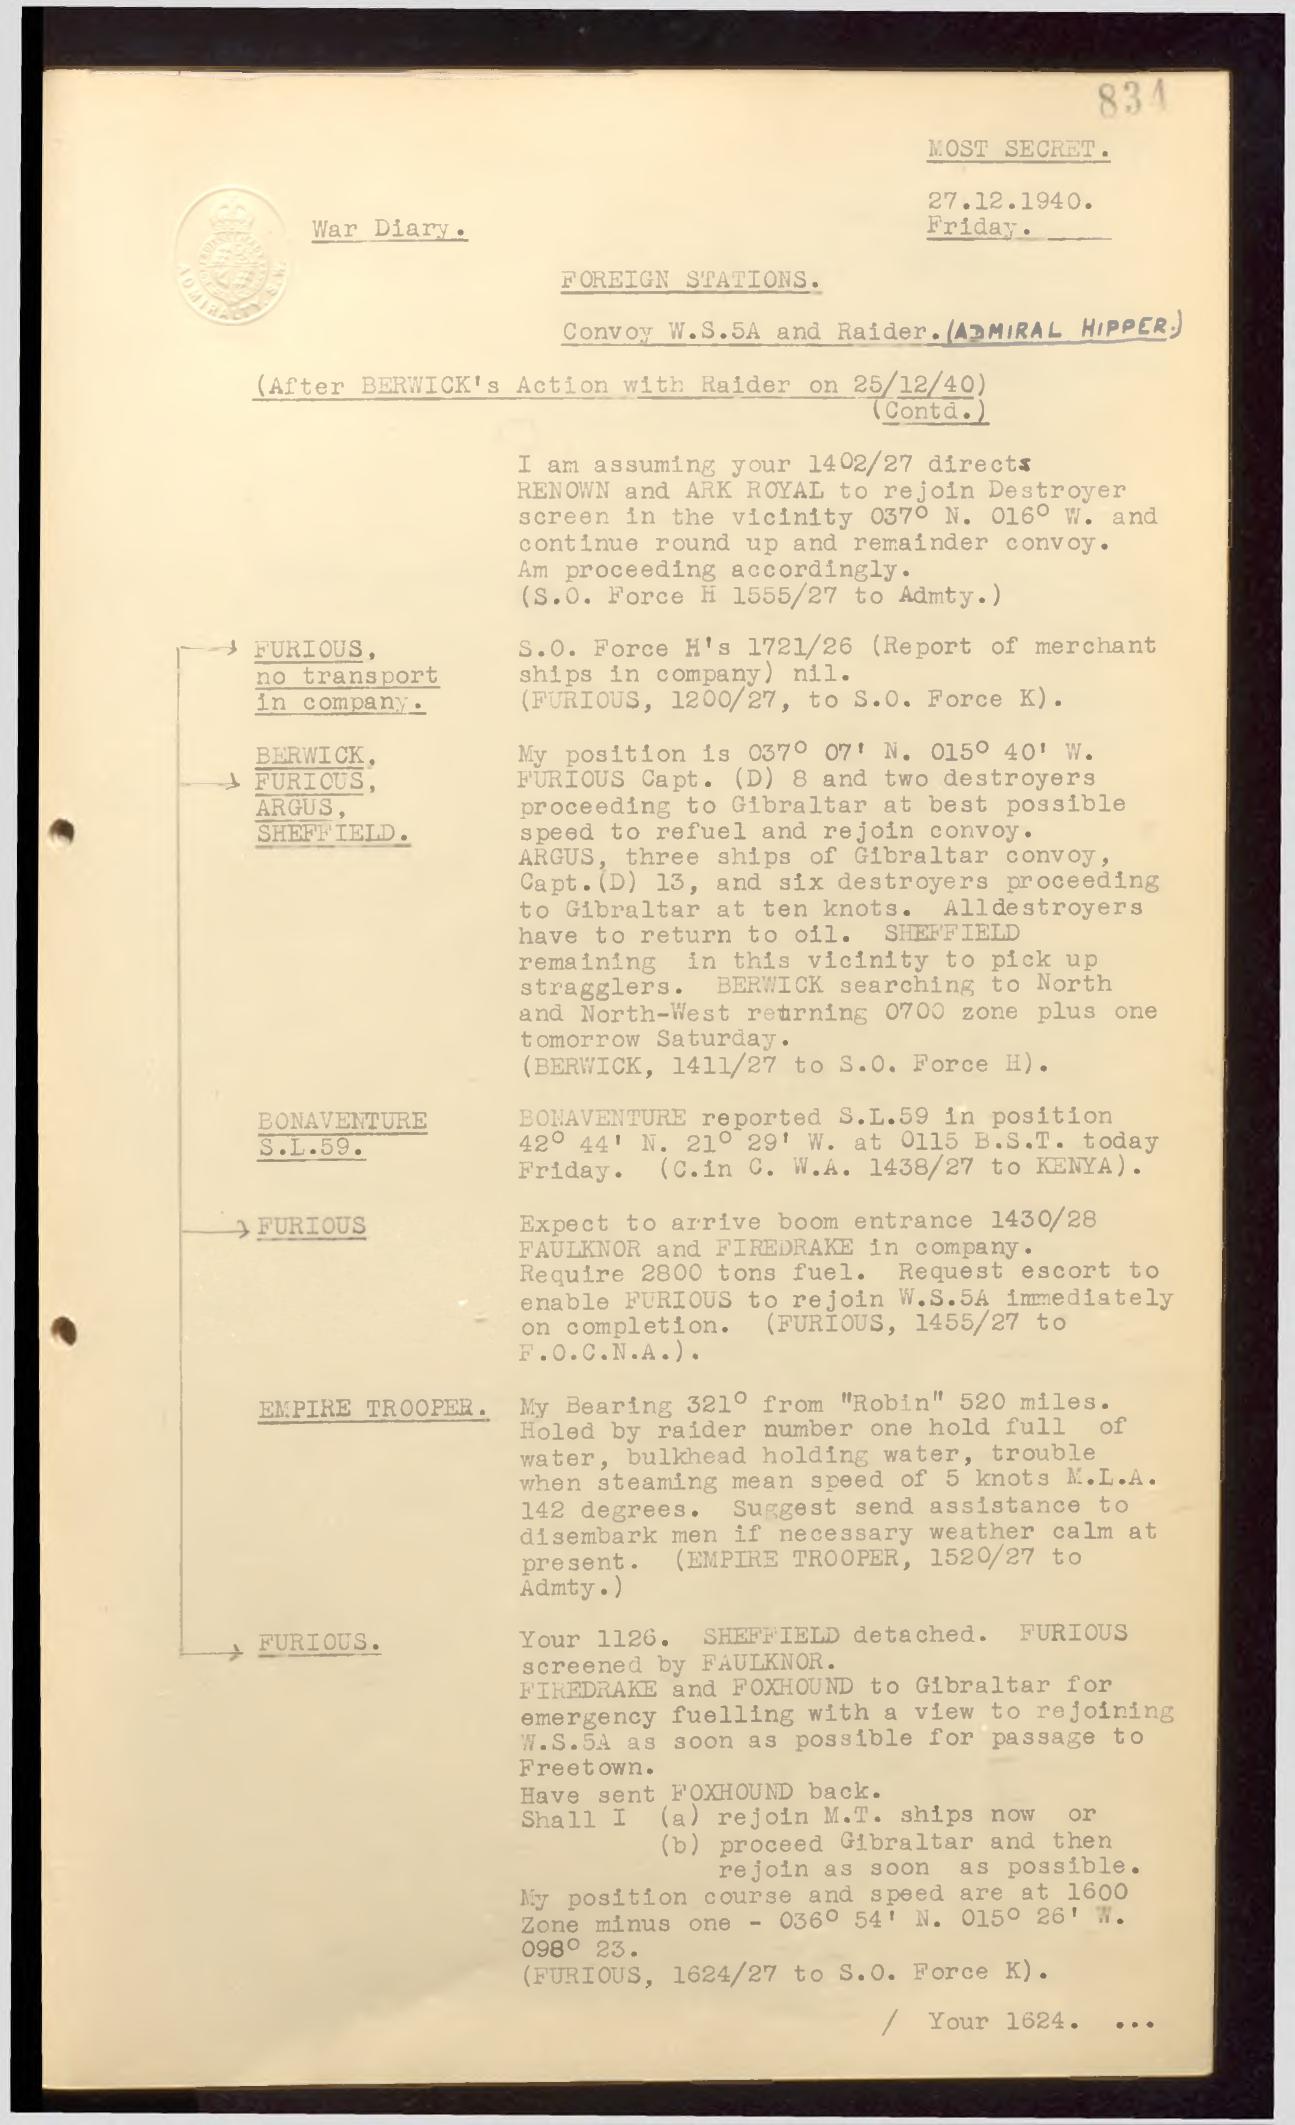 834
MOST SECRET.
27.12.1940.
Friday.
ADMIRALTY. S.W.
War Diary.
FOREIGN STATIONS.
Convoy W.S.5A and Raider. (ADMIRAL HIPPER.)
(After BERWICK's Action with Raider on 25/12/40)
(Contd.)
I am assuming your 1402/27 directs
RENOWN and ARK ROYAL to rejoin Destroyer
screen in the vicinity 037° N. 016° W. and
continue round up and remainder convoy.
Am proceeding accordingly.
(S.O. Force H 1555/27 to Admty.)
FURIOUS,
no transport
in company.
S.O. Force H's 1721/26 (Report of merchant
ships in company) nil.
(FURIOUS, 1200/27, to S.O. Force K).
BERWICK,
FURIOUS,
ARGUS,
SHEFFIELD.
My position is 037° 07' N. 015° 40' W.
FURIOUS Capt. (D) 8 and two destroyers
proceeding to Gibraltar at best possible
speed to refuel and rejoin convoy.
ARGUS, three ships of Gibraltar convoy,
Capt.(D) 13, and six destroyers proceeding
to Gibraltar at ten knots. Alldestroyers
have to return to oil. SHEFFIELD
remaining in this vicinity to pick up
stragglers. BERWICK searching to North
and North-West returning 0700 zone plus one
tomorrow Saturday.
(BERWICK, 1411/27 to S.O. Force H).
BONAVENTURE
S.L.59.
BONAVENTURE reported S.L.59 in position
42° 44' N. 21° 29' W. at 0115 B.S.T. today
Friday. (C.in C. W.A. 1438/27 to KENYA).
FURIOUS
Expect to arrive boom entrance 1430/28
FAULKNOR and FIREDRAKE in company.
Require 2800 tons fuel. Request escort to
enable FURIOUS to rejoin W.S.5A immediately
on completion. (FURIOUS, 1455/27 to
F.O.C.N.A.).
EMPIRE TROOPER.
My Bearing 321° from "Robin" 520 miles.
Holed by raider number one hold full of
water, bulkhead holding water, trouble
when steaming mean speed of 5 knots M.L.A.
142 degrees. Suggest send assistance to
disembark men if necessary weather calm at
present. (EMPIRE TROOPER, 1520/27 to
Admty.)
FURIOUS.
Your 1126. SHEFFIELD detached. FURIOUS
screened by FAULKNOR.
FIREDRAKE and FOXHOUND to Gibraltar for
emergency fuelling with a view to rejoining
W.S.5A as soon as possible for passage to
Freetown.
Have sent FOXHOUND back.
Shall I (a) rejoin M.T. ships now or
(b) proceed Gibraltar and then
rejoin as soon as possible.
My position course and speed are at 1600
Zone minus one - 036° 54' N. 015° 26' W.
098° 23.
(FURIOUS, 1624/27 to S.O. Force K).
/ Your 1624. ...